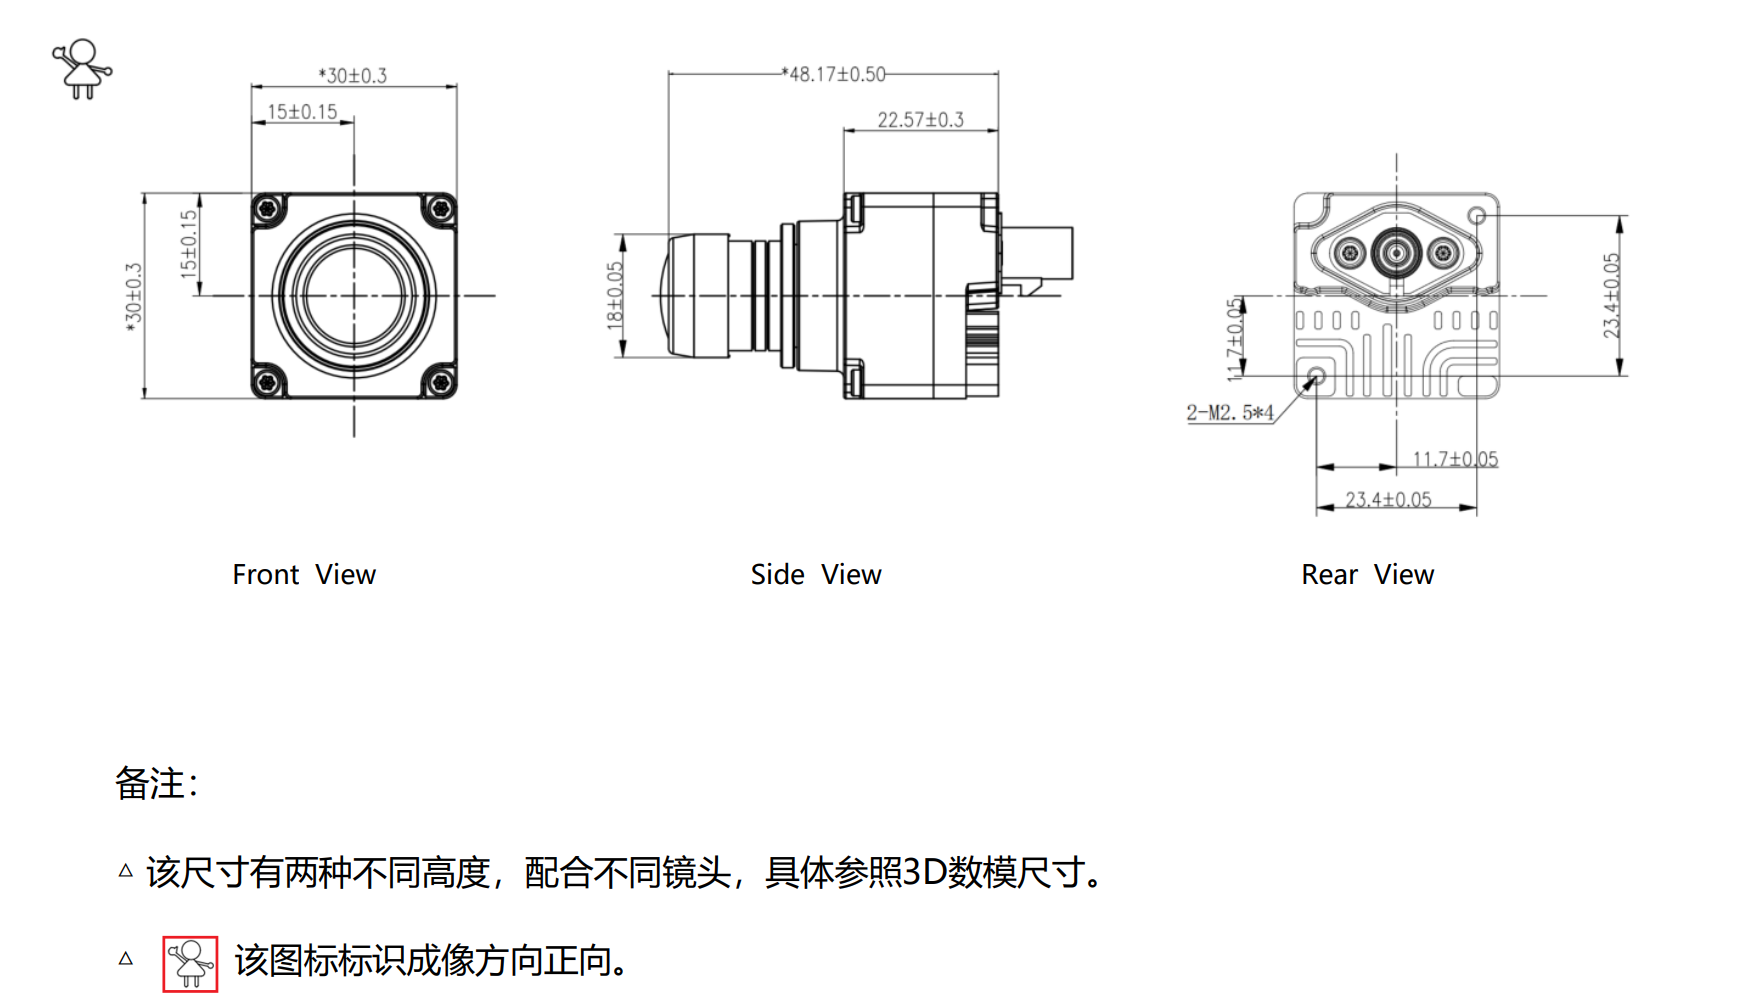 *30±0.3
15±0.15
15±0.15
*30±0.3
*48.17±0.50
22.57±0.3
18±0.05
23.4±0.05
11.7±0.05
2-M2.5*4
11.7±0.05
23.4±0.05
Front View
Side View
Rear View
备注：
△ 该尺寸有两种不同高度，配合不同镜头，具体参照3D数模尺寸。
△ 该图标标识成像方向正向。